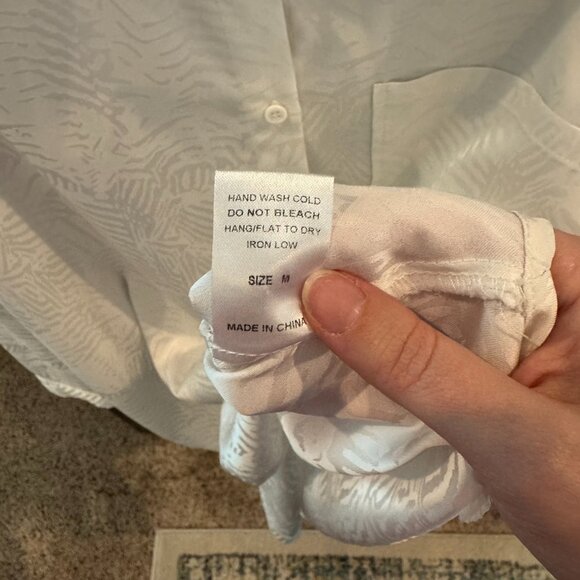 HAND WASH COLD
DO NOT BLEACH
HANG/FLAT TO DRY
IRON LOW
SIZE M
MADE IN CHINA